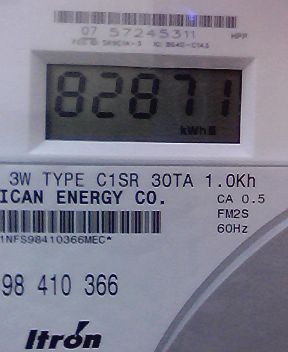 07 57245311
MPP
82871
kWh
3W TYPE C1SR 30TA 1.0Kh
ICAN ENERGY CO.
CA 0.5
FM2S
60Hz
1NFS98410366MEC*
98 410 366
Itron